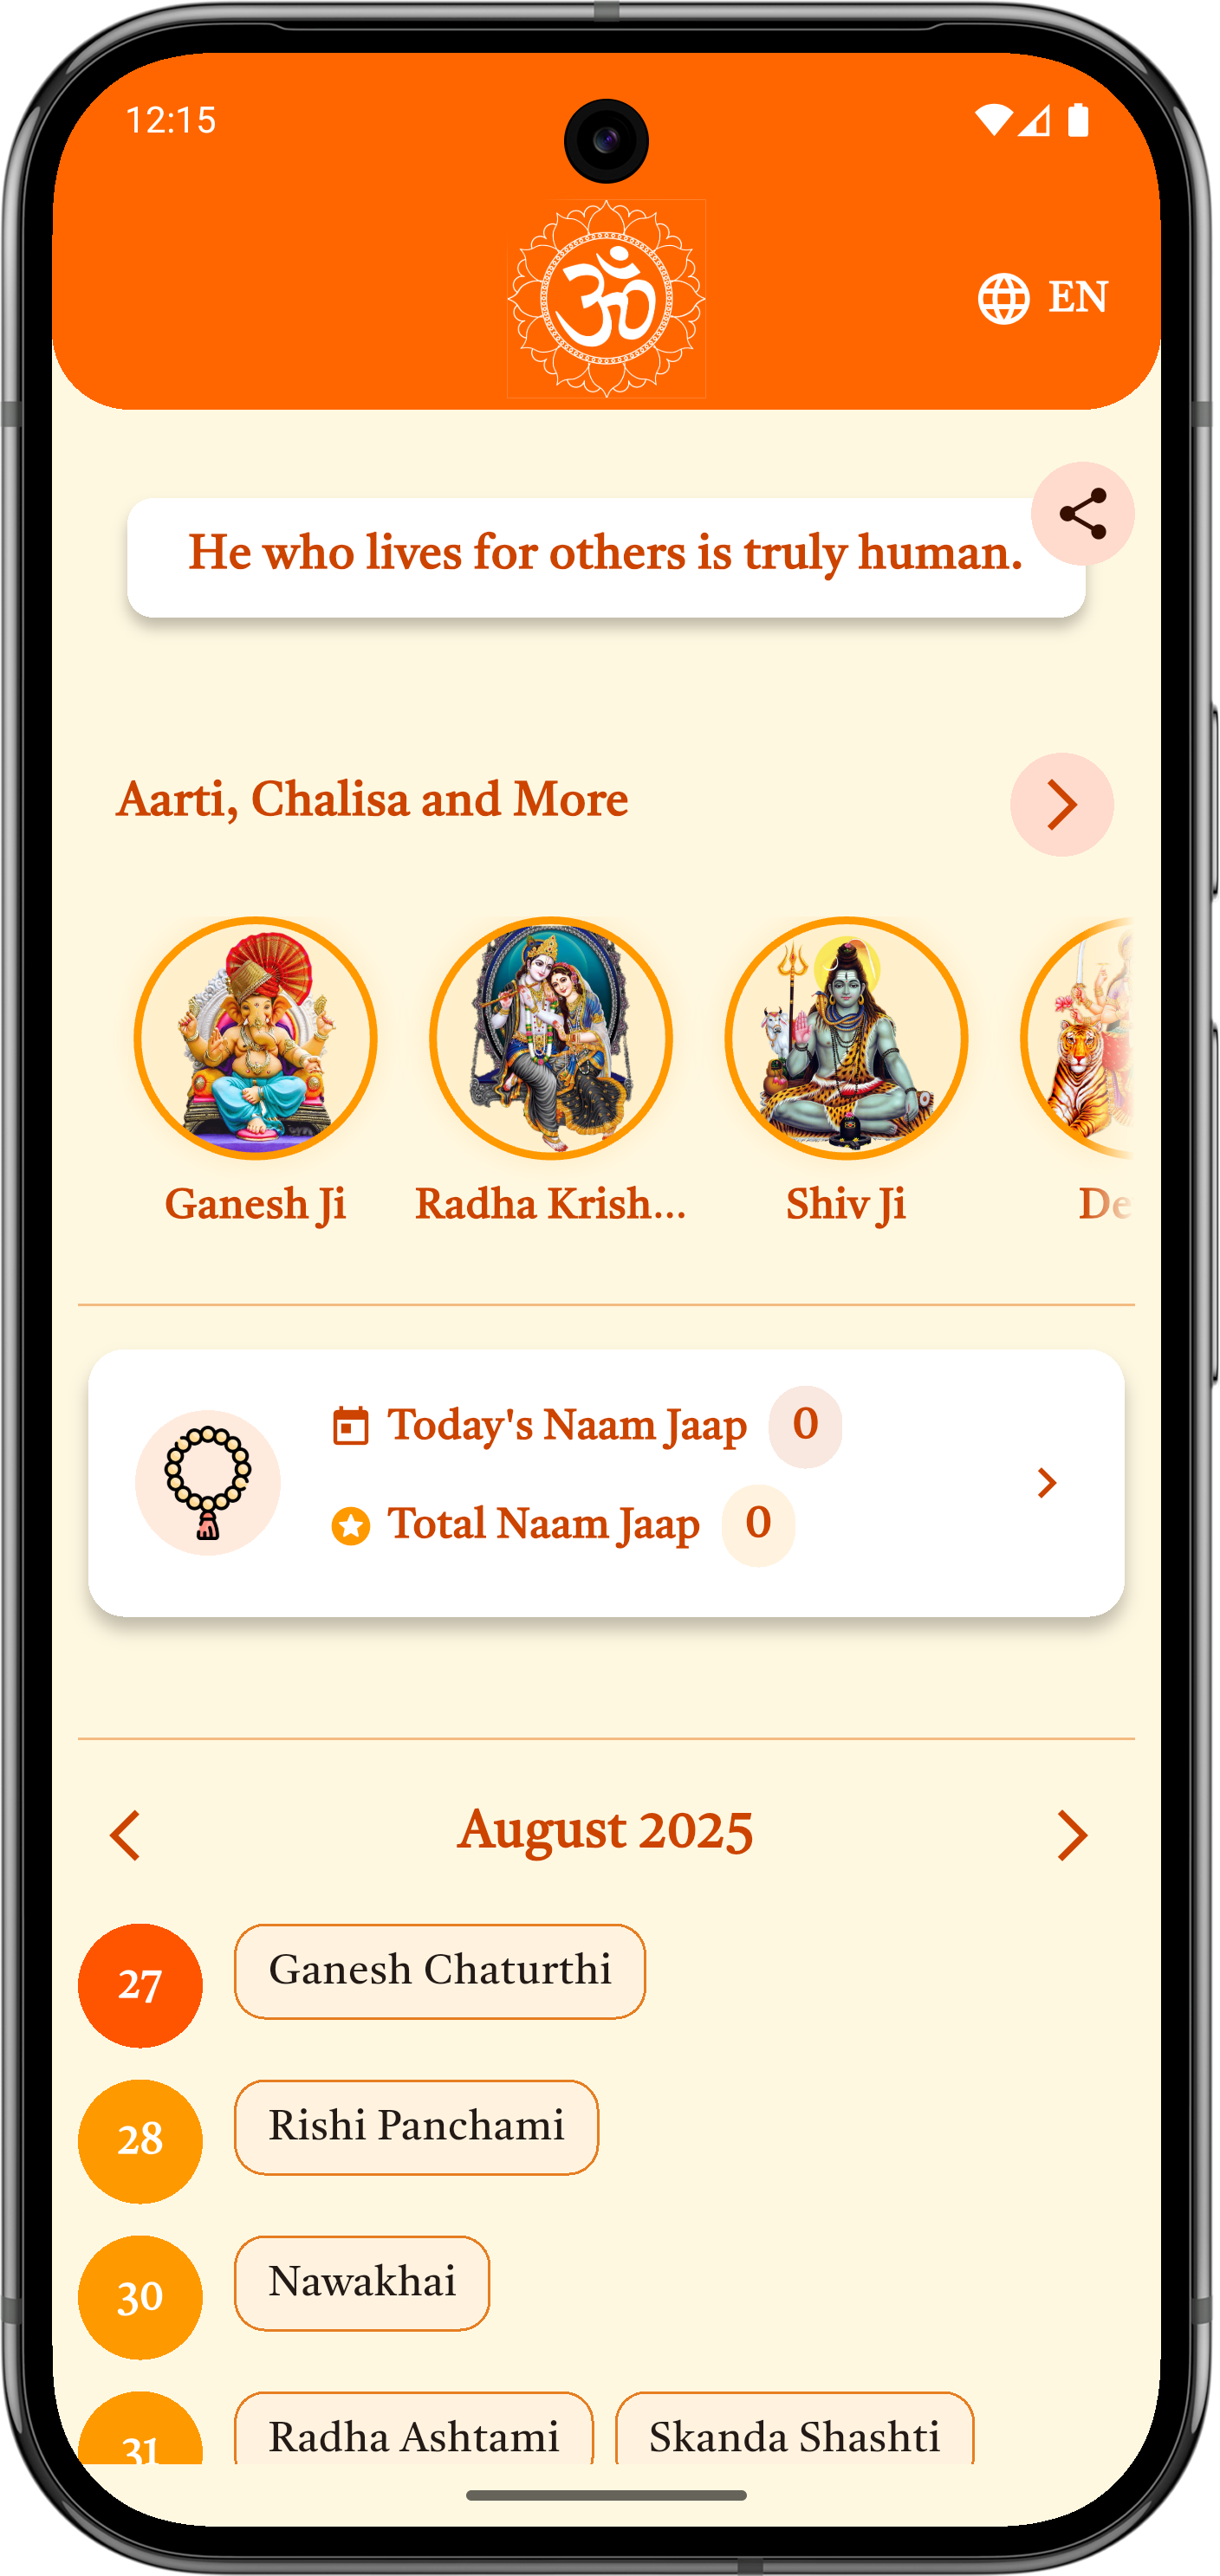 12:15
ॐ
EN
He who lives for others is truly human.
Aarti, Chalisa and More
Ganesh Ji
Radha Krish...
Shiv Ji
De
Today's Naam Jaap 0
Total Naam Jaap 0
August 2025
27 Ganesh Chaturthi
28 Rishi Panchami
30 Nawakhai
31 Radha Ashtami Skanda Shashti